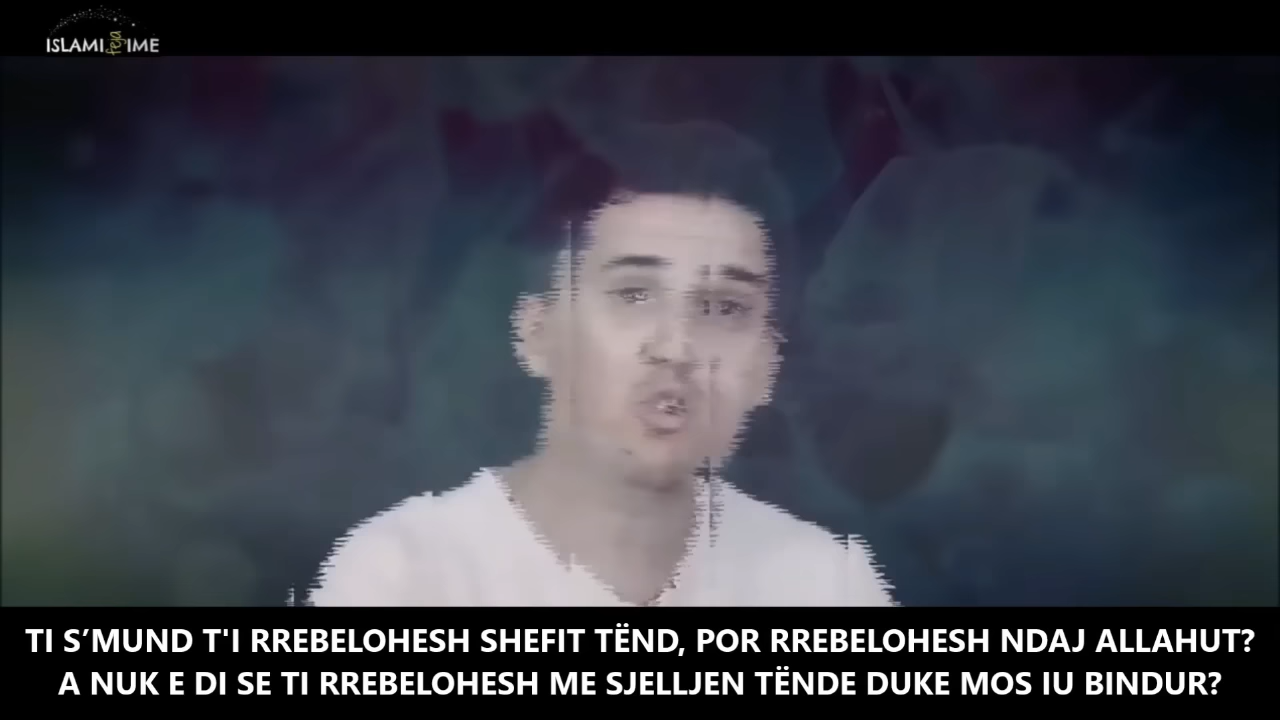 ISLAMI feja IME
TI S’MUND T'I RREBELOHESH SHEFIT TËND, POR RREBELOHESH NDAJ ALLAHUT?
A NUK E DI SE TI RREBELOHESH ME SJELLJEN TËNDE DUKE MOS IU BINDUR?